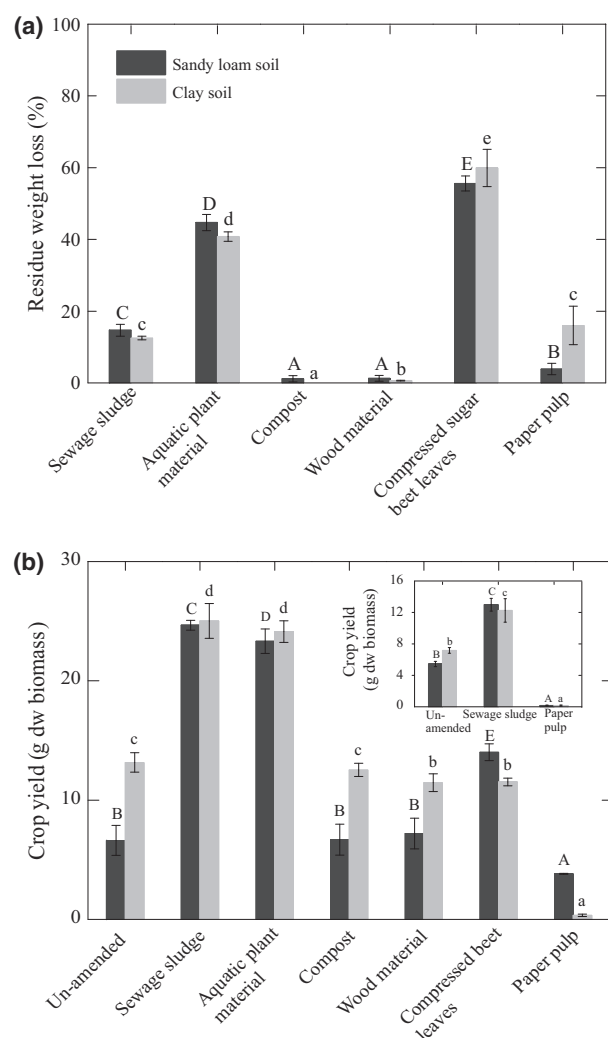 (a)
100
80
60
40
20
0
Residue weight loss (%)
Sandy loam soil
Clay soil
C
c
D
d
A
a
A
b
E
e
B
c
Sewage sludge
Aquatic plant
material
Compost
Wood material
Compressed sugar
beet leaves
Paper pulp
(b)
30
20
10
0
Crop yield (g dw biomass)
B
c
C
d
D
d
B
c
B
b
E
b
A
a
Un-amended
Sewage sludge
Aquatic plant
material
Compost
Wood material
Compressed beet
leaves
Paper pulp
16
12
8
4
0
Crop yield
(g dw biomass)
B
b
C
c
A
a
Un-
amended
Sewage sludge
Paper
pulp